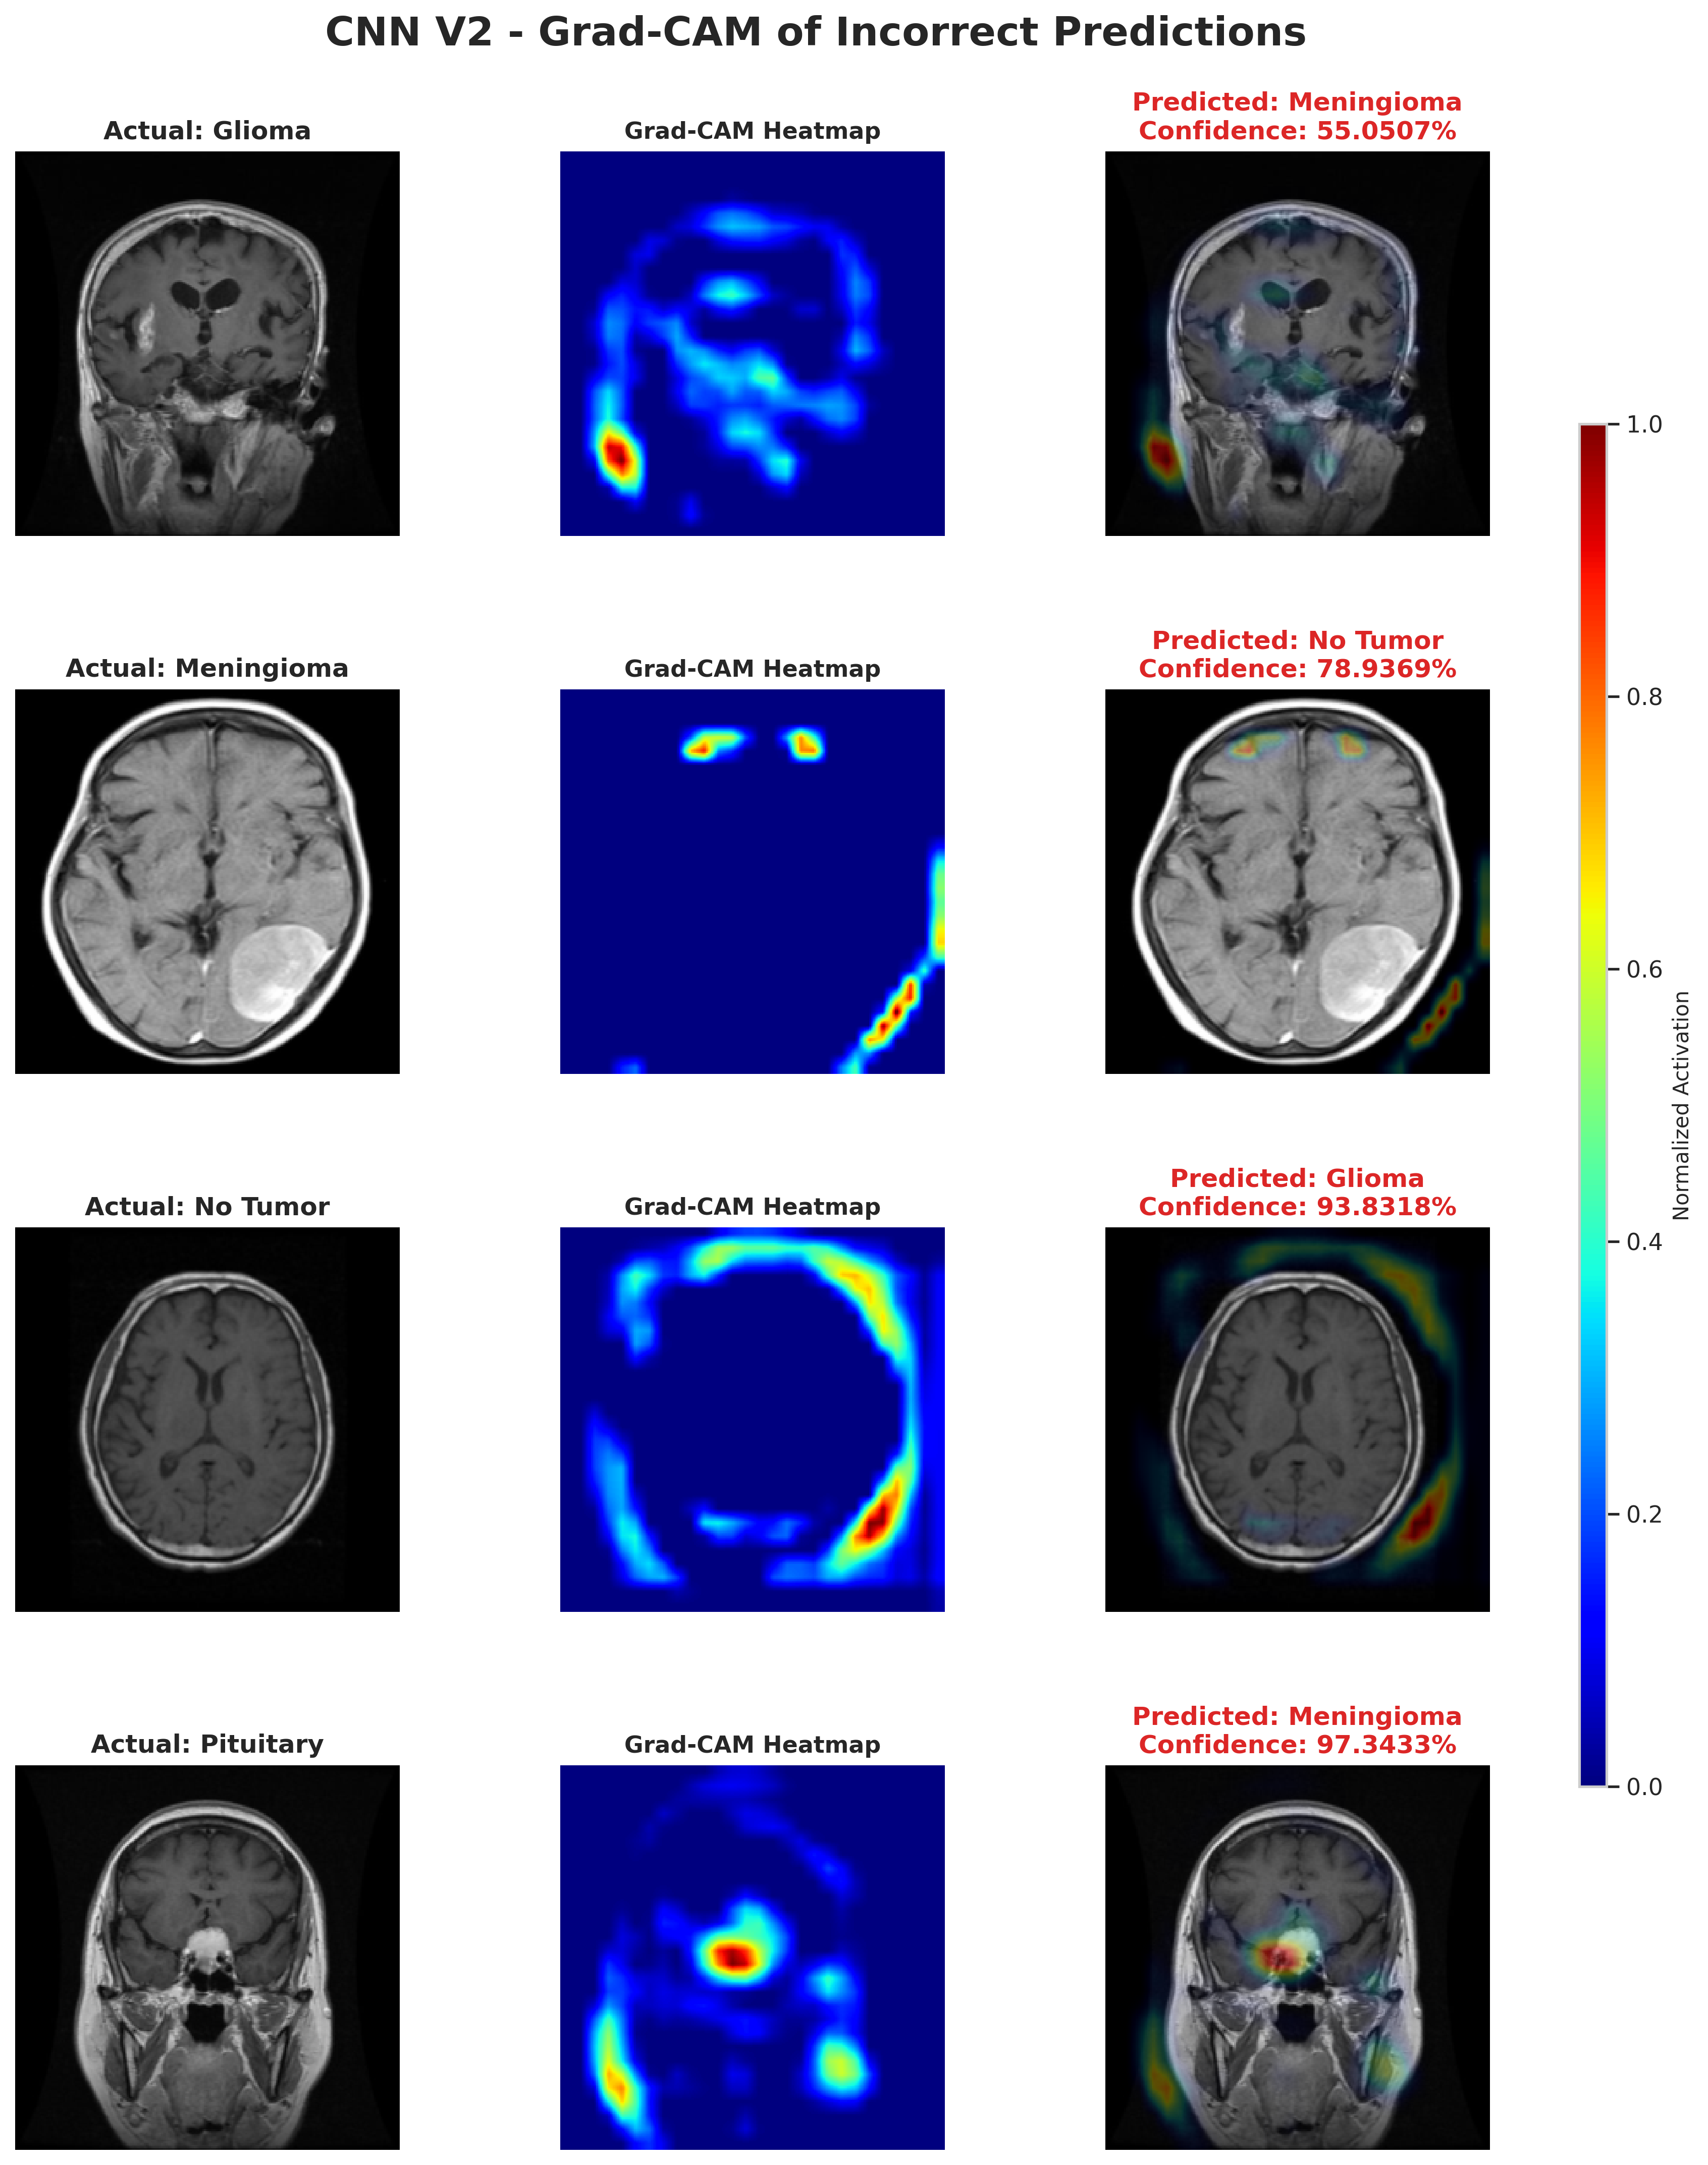 CNN V2 - Grad-CAM of Incorrect Predictions
Actual: Glioma
Grad-CAM Heatmap
Predicted: Meningioma
Confidence: 55.0507%
Actual: Meningioma
Grad-CAM Heatmap
Predicted: No Tumor
Confidence: 78.9369%
Actual: No Tumor
Grad-CAM Heatmap
Predicted: Glioma
Confidence: 93.8318%
Actual: Pituitary
Grad-CAM Heatmap
Predicted: Meningioma
Confidence: 97.3433%
1.0
0.8
0.6
0.4
0.2
0.0
Normalized Activation